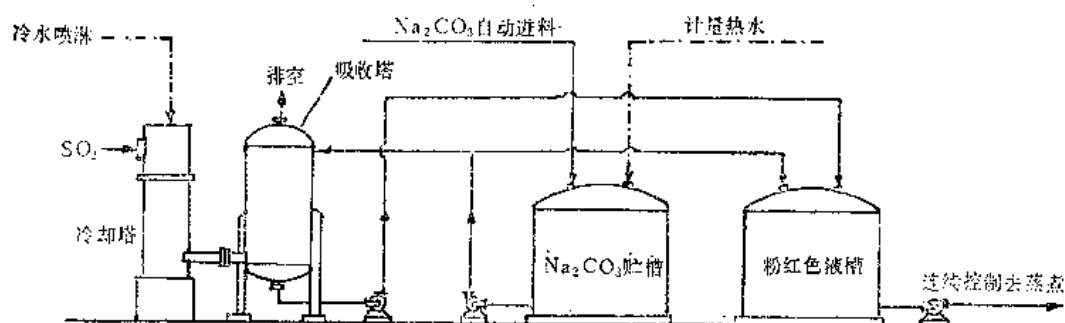 冷水喷淋
Na₂CO₃自动进料
计量热水
排空
吸收塔
SO₂
冷却塔
Na₂CO₃贮槽
粉红色液槽
连续控制去蒸煮